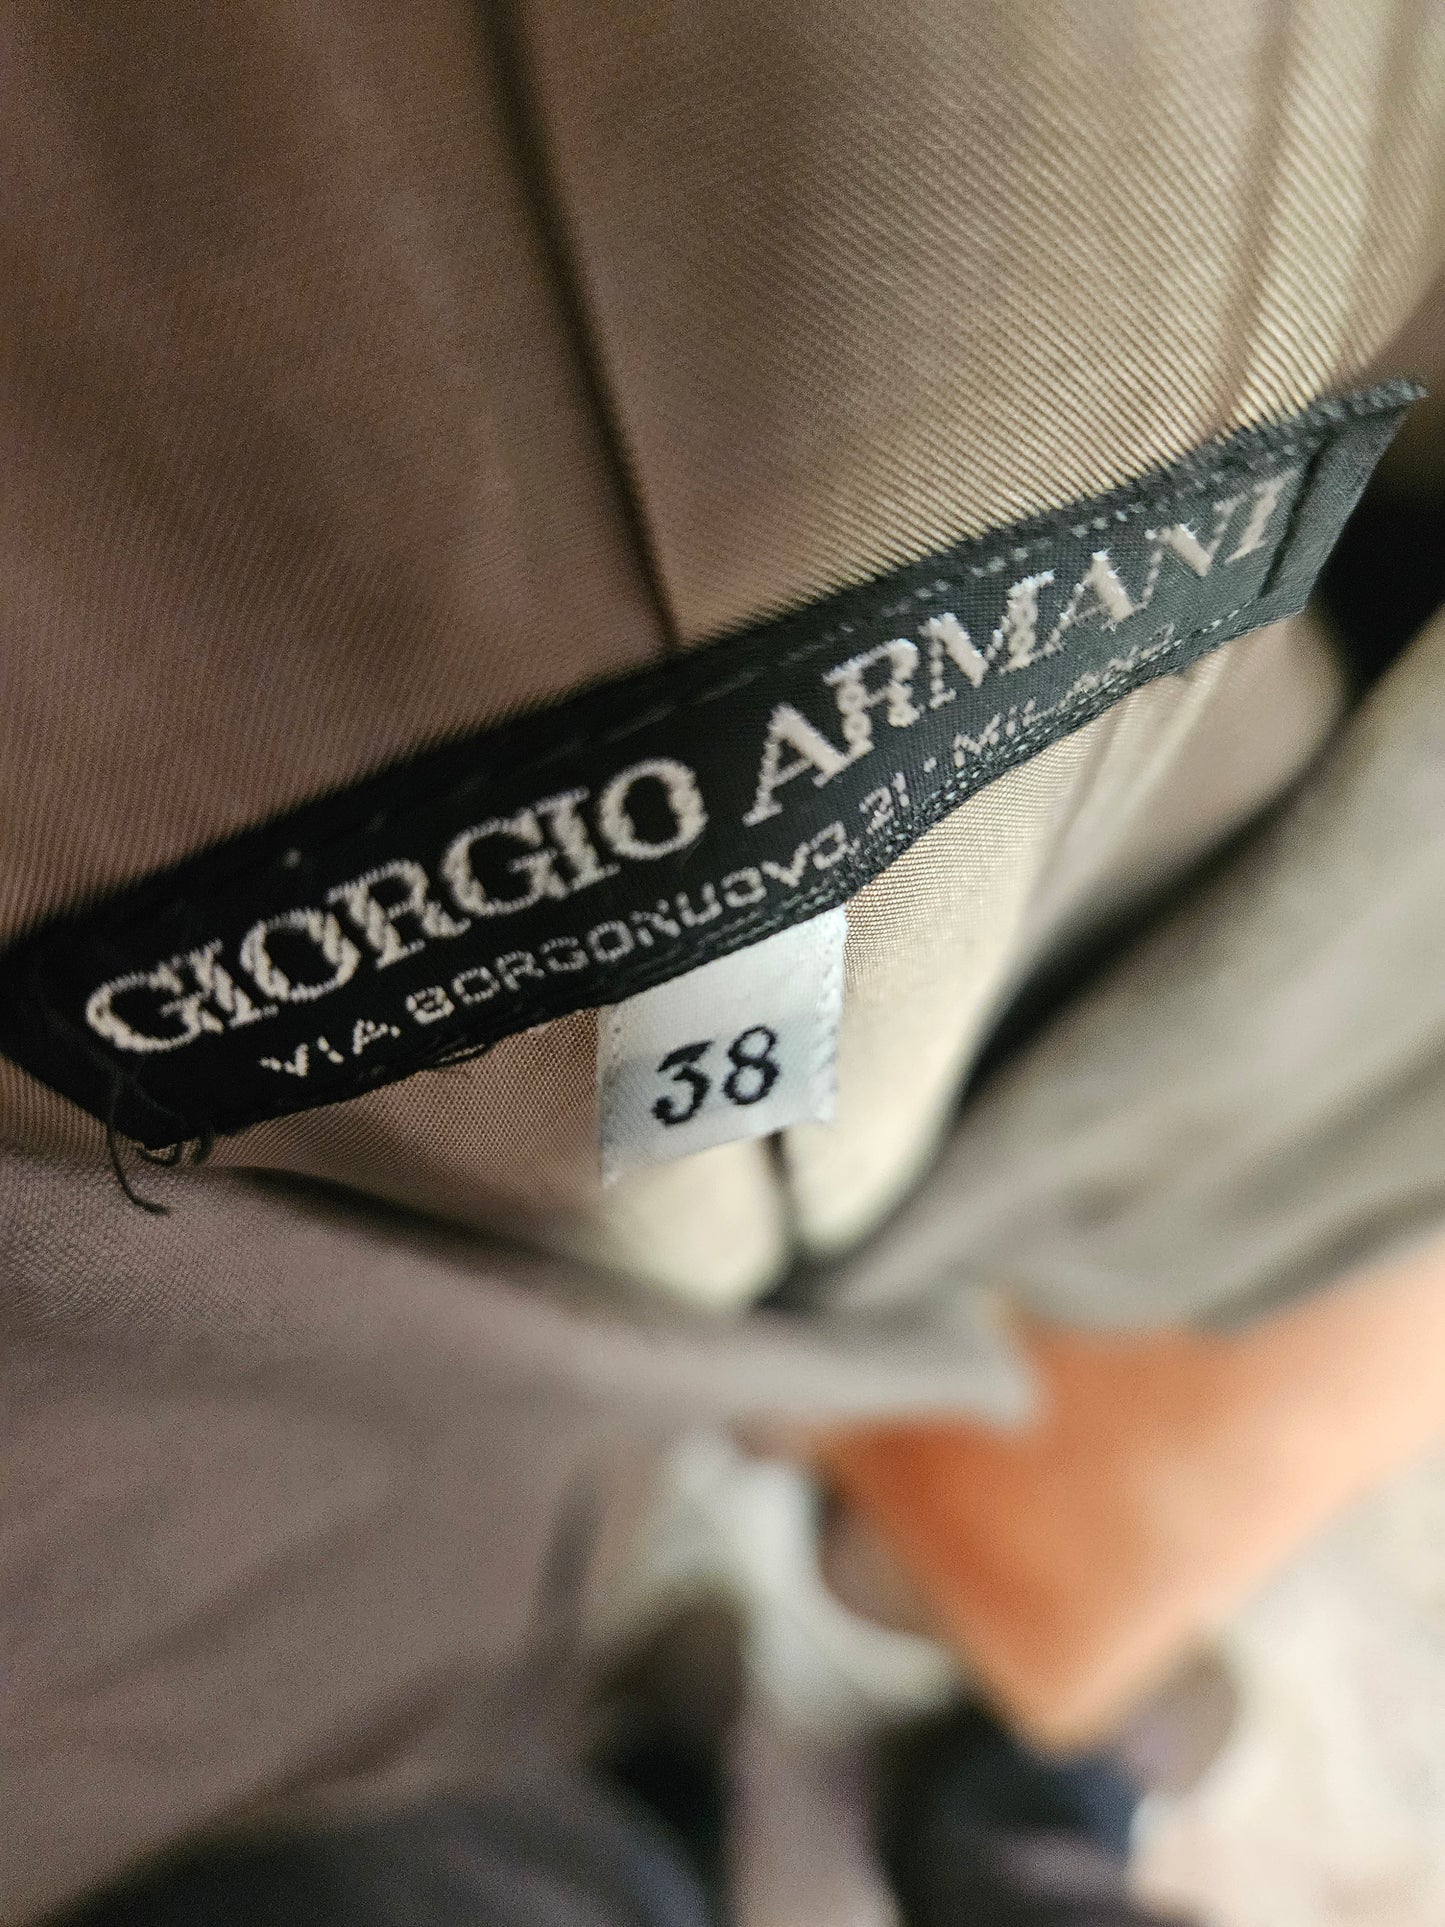 GIORGIO ARMANI
VIA BORGONUOVO 21 · MILANO
38